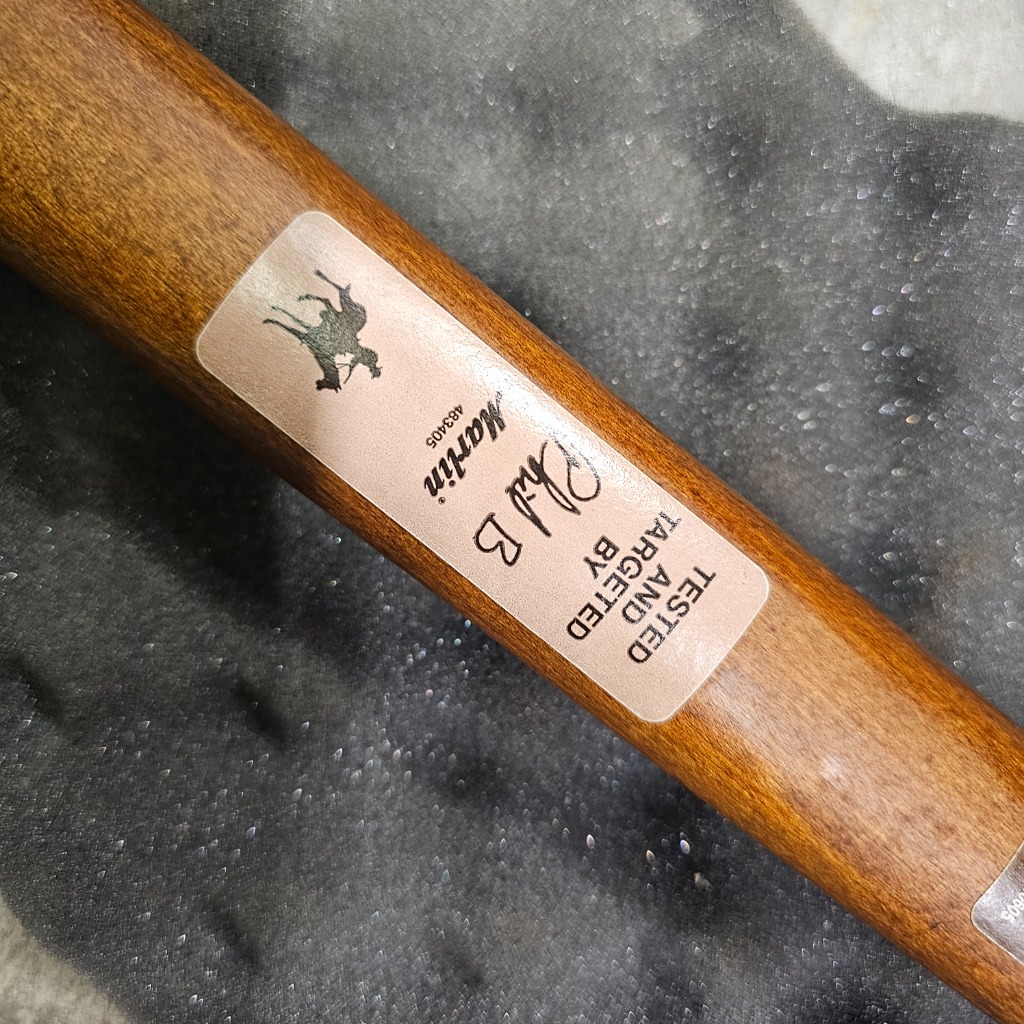 TESTED
AND
TARGETED
BY
Phil B
Marlin®
483405